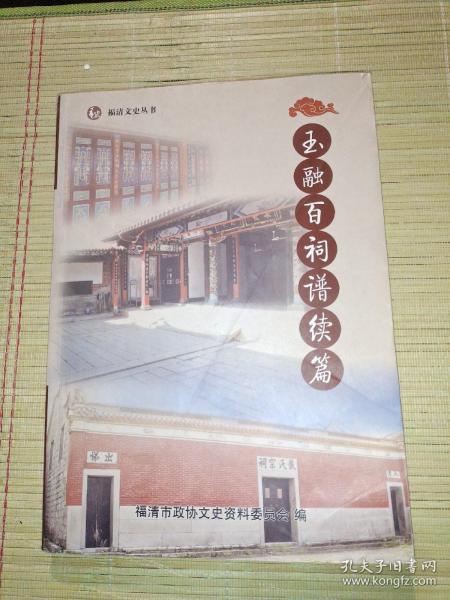 福清文史丛书
玉融百祠谱续篇
福清市政协文史资料委员会 编
孔夫子旧书网
www.kongfz.com